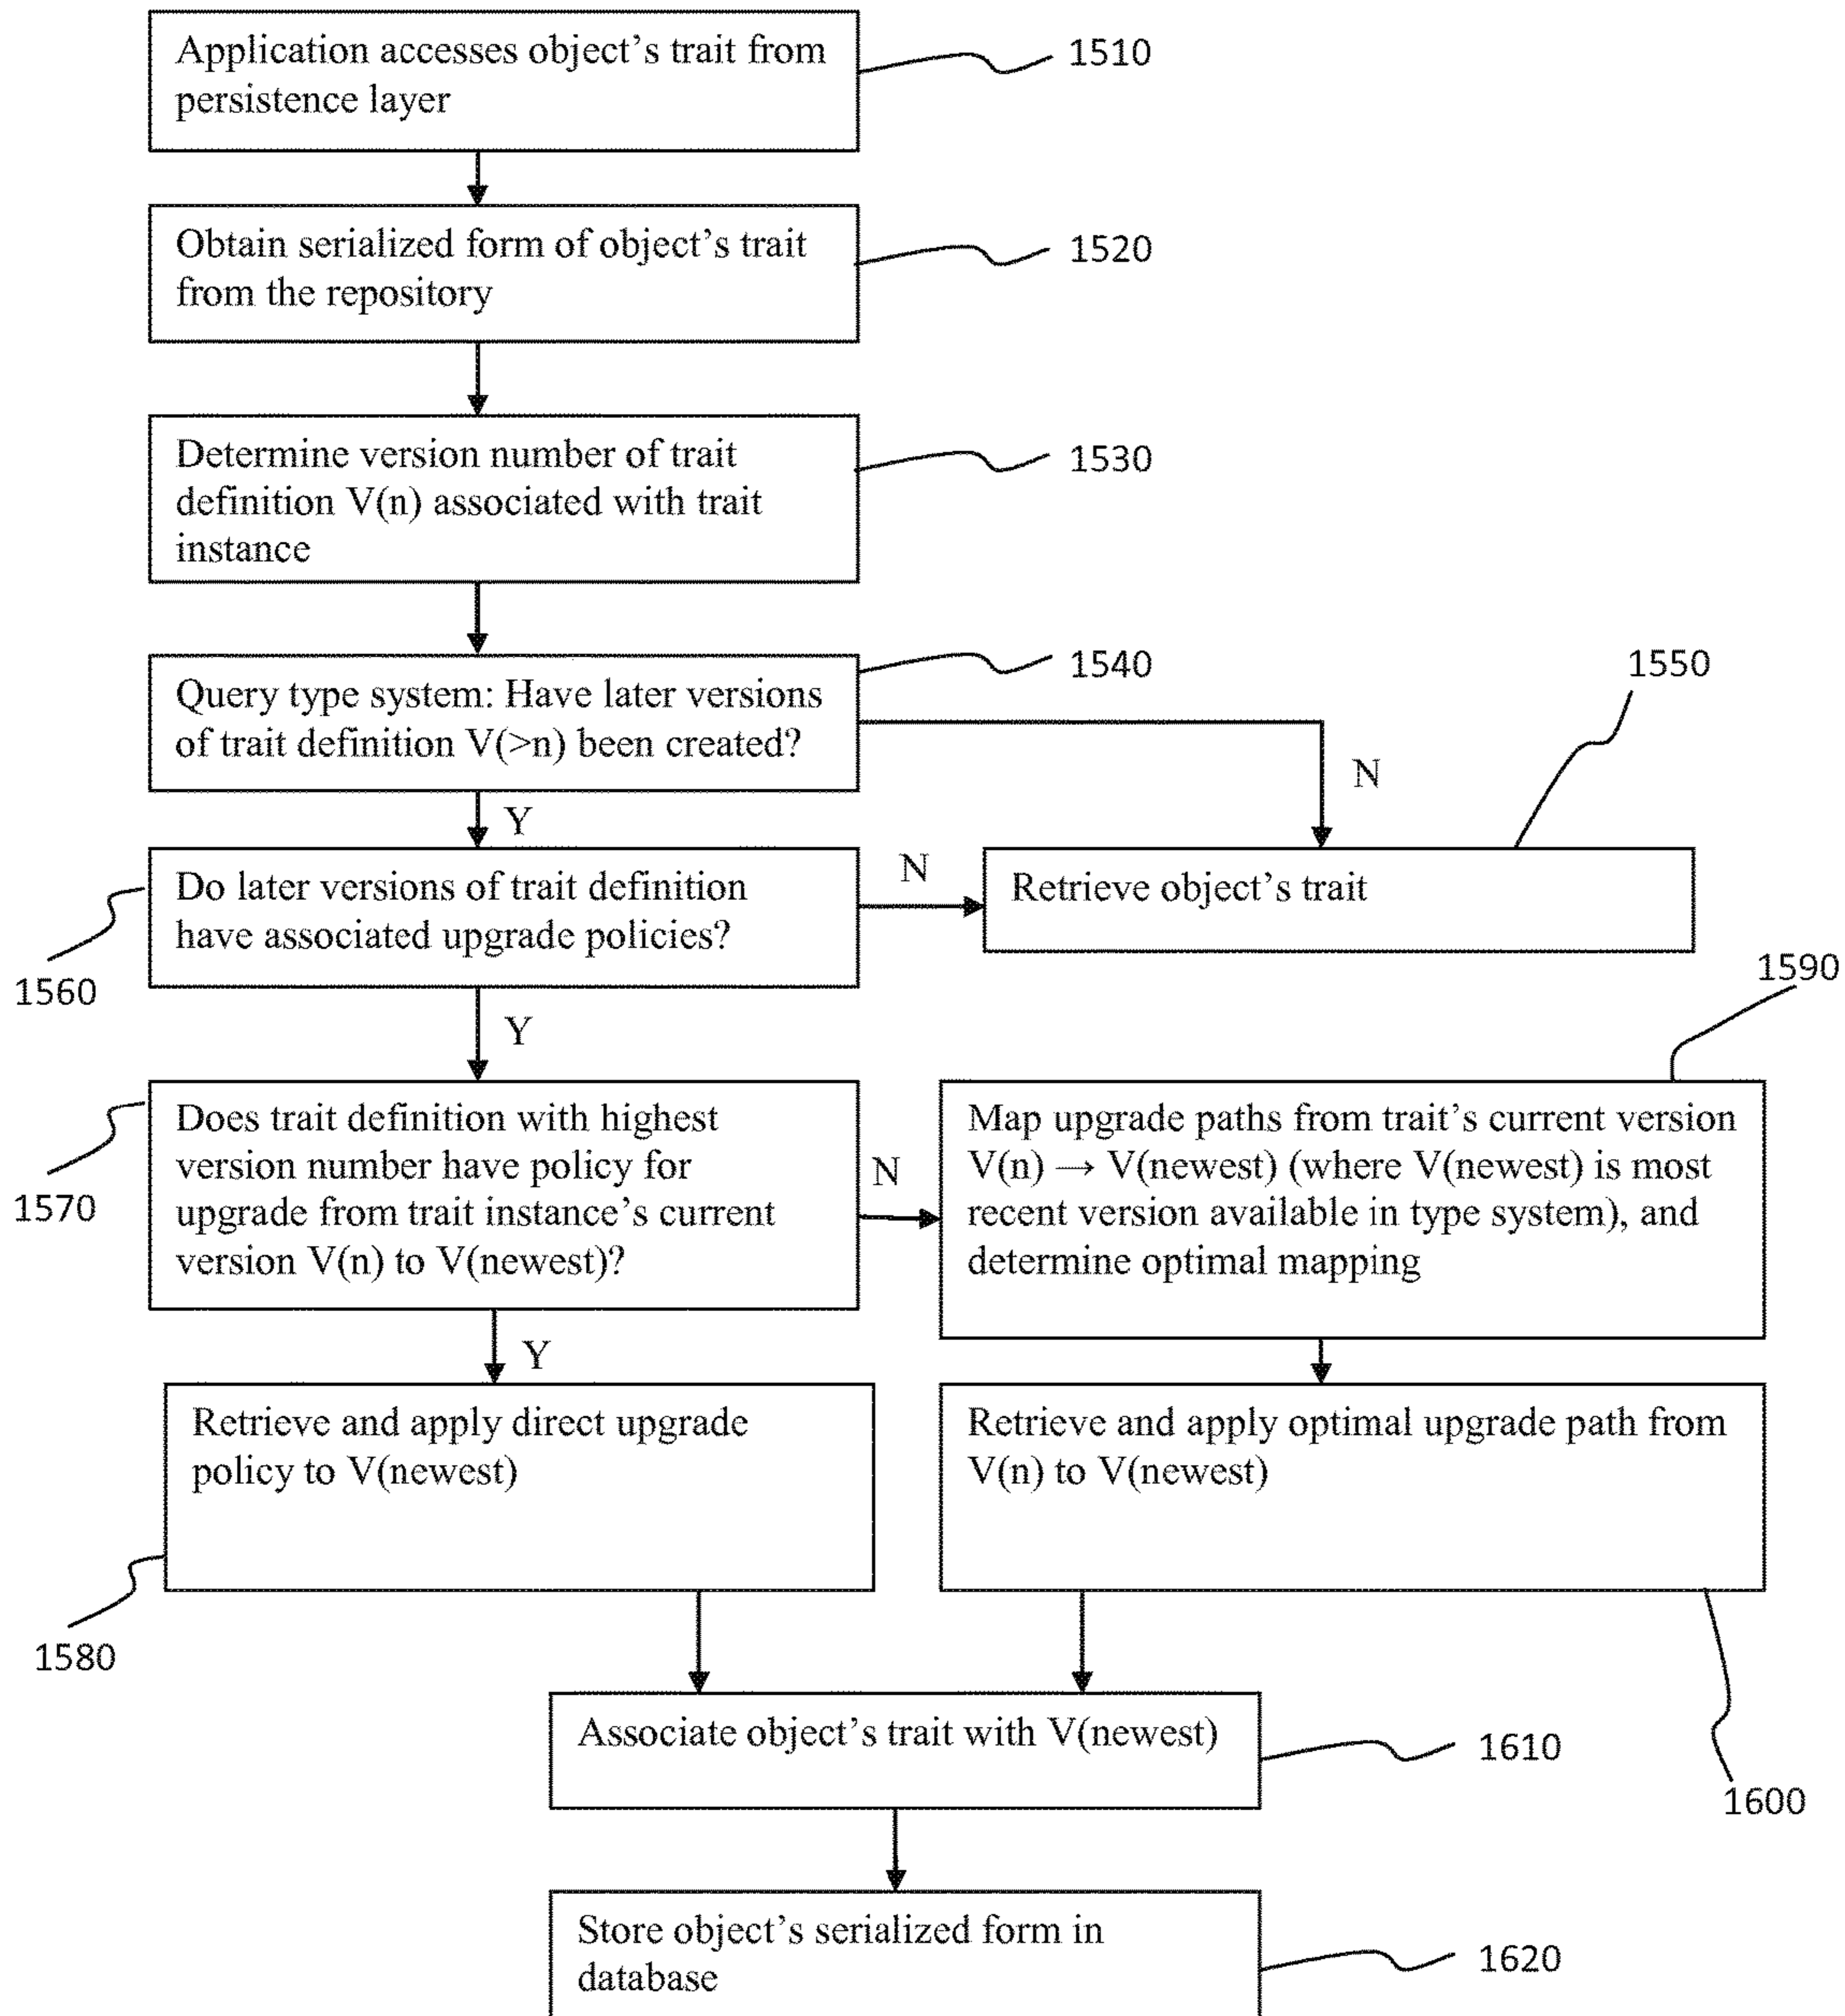 Application accesses object's trait from
persistence layer
1510
Obtain serialized form of object's trait
from the repository
1520
Determine version number of trait
definition V(n) associated with trait
instance
1530
Query type system: Have later versions
of trait definition V(>n) been created?
1540
1550
N
Y
Do later versions of trait definition
have associated upgrade policies?
1560
N
Retrieve object's trait
1590
Y
Does trait definition with highest
version number have policy for
upgrade from trait instance's current
version V(n) to V(newest)?
1570
N
Map upgrade paths from trait's current version
V(n) → V(newest) (where V(newest) is most
recent version available in type system), and
determine optimal mapping
Y
Retrieve and apply direct upgrade
policy to V(newest)
1580
Retrieve and apply optimal upgrade path from
V(n) to V(newest)
1600
Associate object's trait with V(newest)
1610
Store object's serialized form in
database
1620